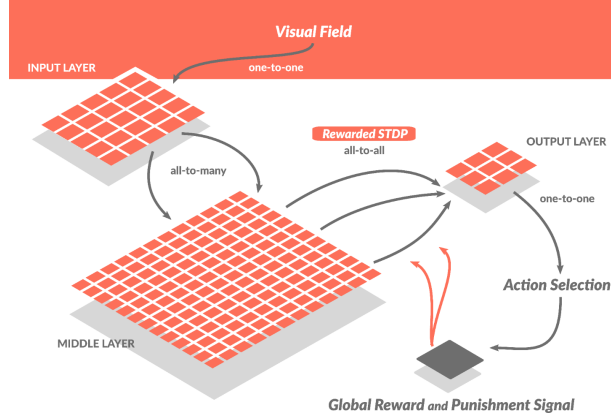 Visual Field
INPUT LAYER
one-to-one
Rewarded STDP
all-to-all
OUTPUT LAYER
all-to-many
one-to-one
Action Selection
MIDDLE LAYER
Global Reward and Punishment Signal